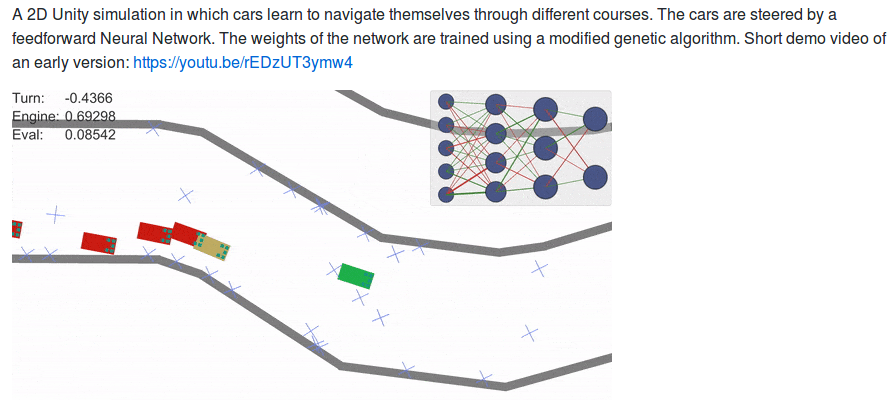 A 2D Unity simulation in which cars learn to navigate themselves through different courses. The cars are steered by a
feedforward Neural Network. The weights of the network are trained using a modified genetic algorithm. Short demo video of
an early version: https://youtu.be/rEDzUT3ymw4
Turn: -0.4366
Engine: 0.69298
Eval: 0.08542